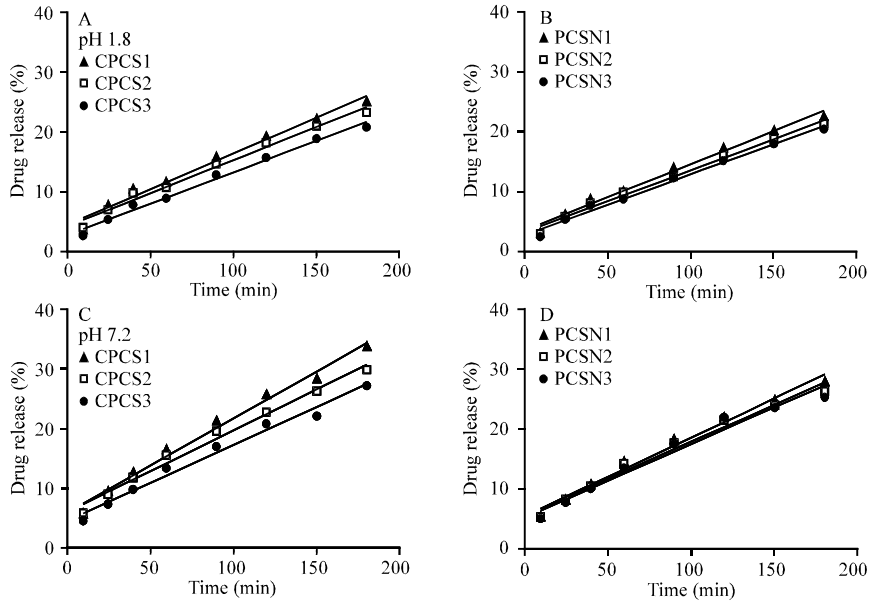 A
pH 1.8
CPCS1
CPCS2
CPCS3
Drug release (%)
40
30
20
10
0
0 50 100 150 200
Time (min)
B
PCSN1
PCSN2
PCSN3
Drug release (%)
40
30
20
10
0
0 50 100 150 200
Time (min)
C
pH 7.2
CPCS1
CPCS2
CPCS3
Drug release (%)
40
30
20
10
0
0 50 100 150 200
Time (min)
D
PCSN1
PCSN2
PCSN3
Drug release (%)
40
30
20
10
0
0 50 100 150 200
Time (min)